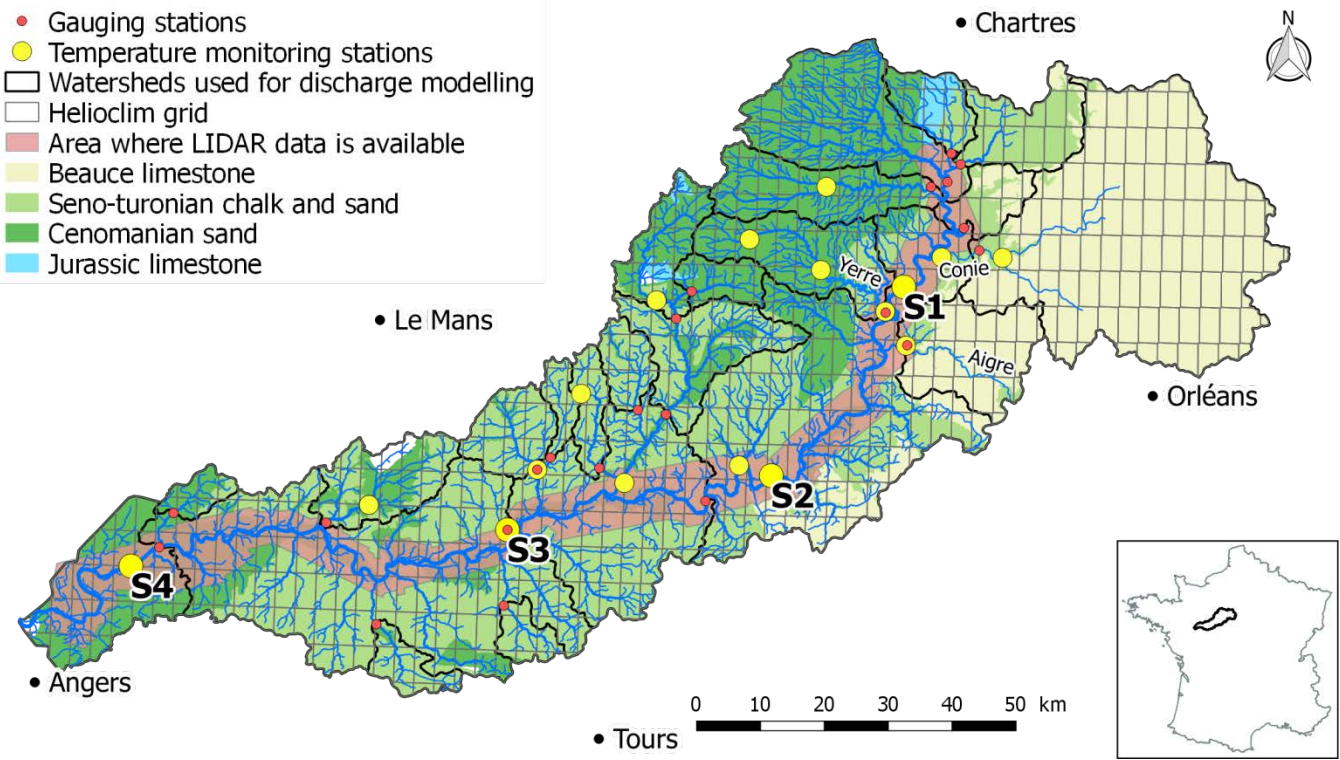 Gauging stations
Temperature monitoring stations
Watersheds used for discharge modelling
Helioclim grid
Area where LIDAR data is available
Beauce limestone
Seno-turonian chalk and sand
Cenomanian sand
Jurassic limestone
Chartres
N
Yerre
Conie
S1
Le Mans
Aigre
Orléans
S2
S3
S4
Angers
0 10 20 30 40 50 km
Tours